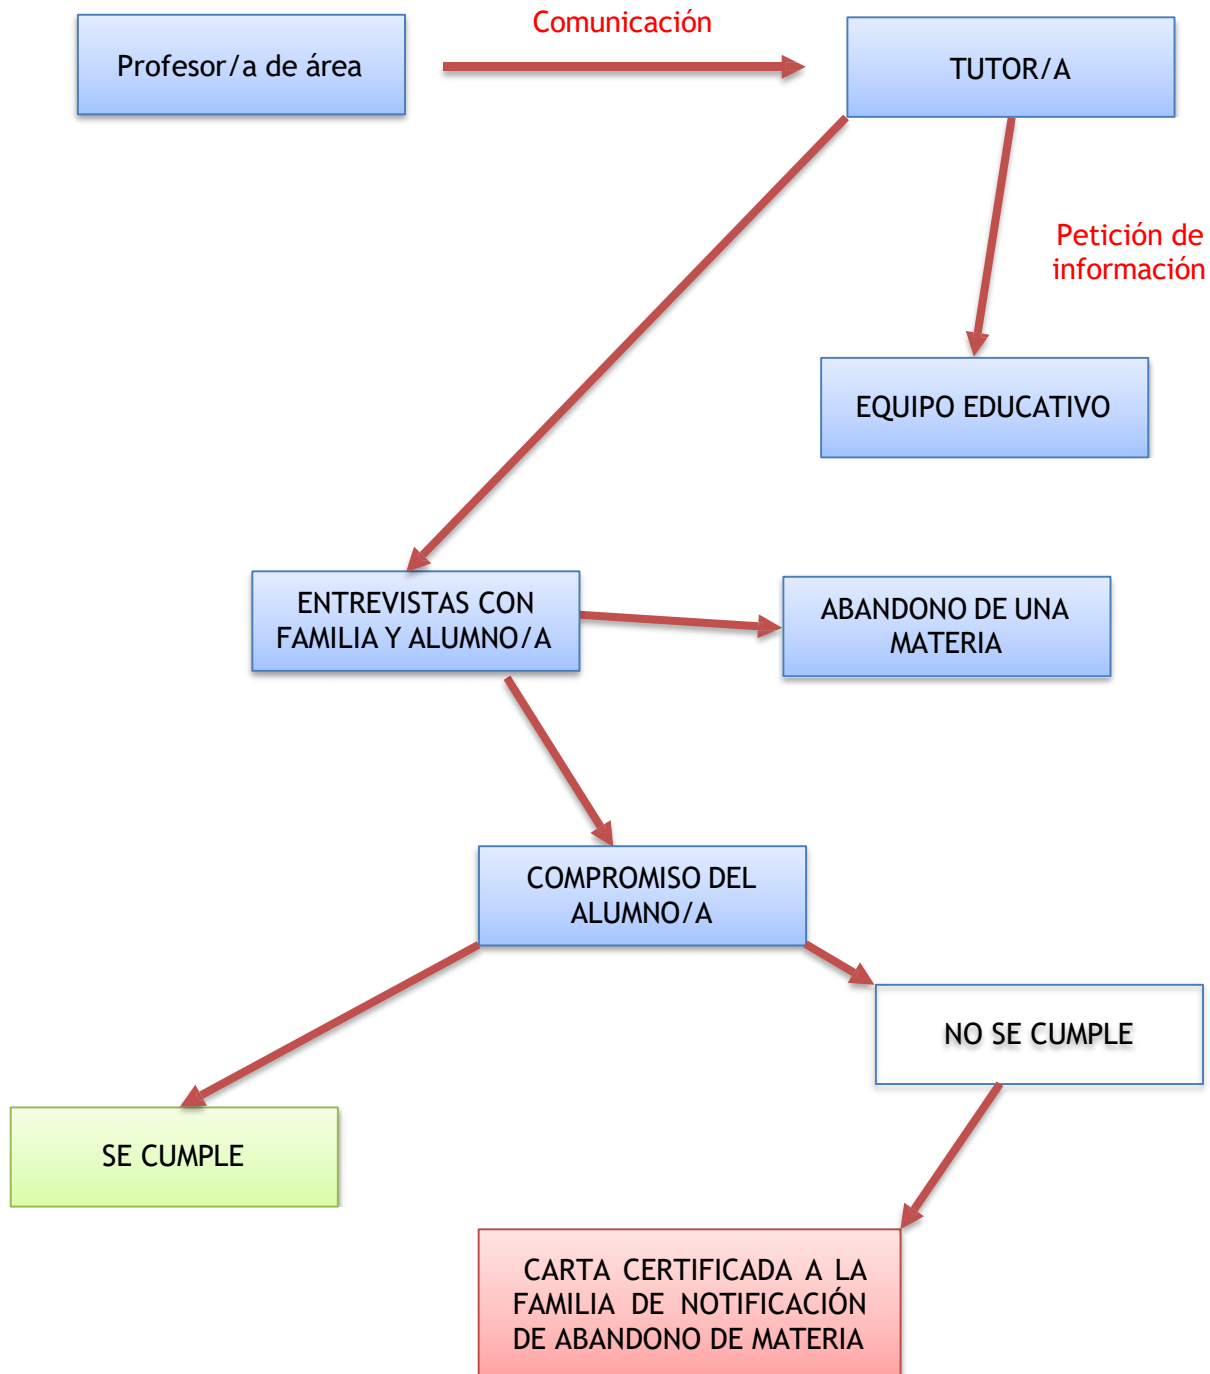 Comunicación
Profesor/a de área
TUTOR/A
Petición de
información
EQUIPO EDUCATIVO
ENTREVISTAS CON
FAMILIA Y ALUMNO/A
ABANDONO DE UNA
MATERIA
COMPROMISO DEL
ALUMNO/A
NO SE CUMPLE
SE CUMPLE
CARTA CERTIFICADA A LA
FAMILIA DE NOTIFICACIÓN
DE ABANDONO DE MATERIA